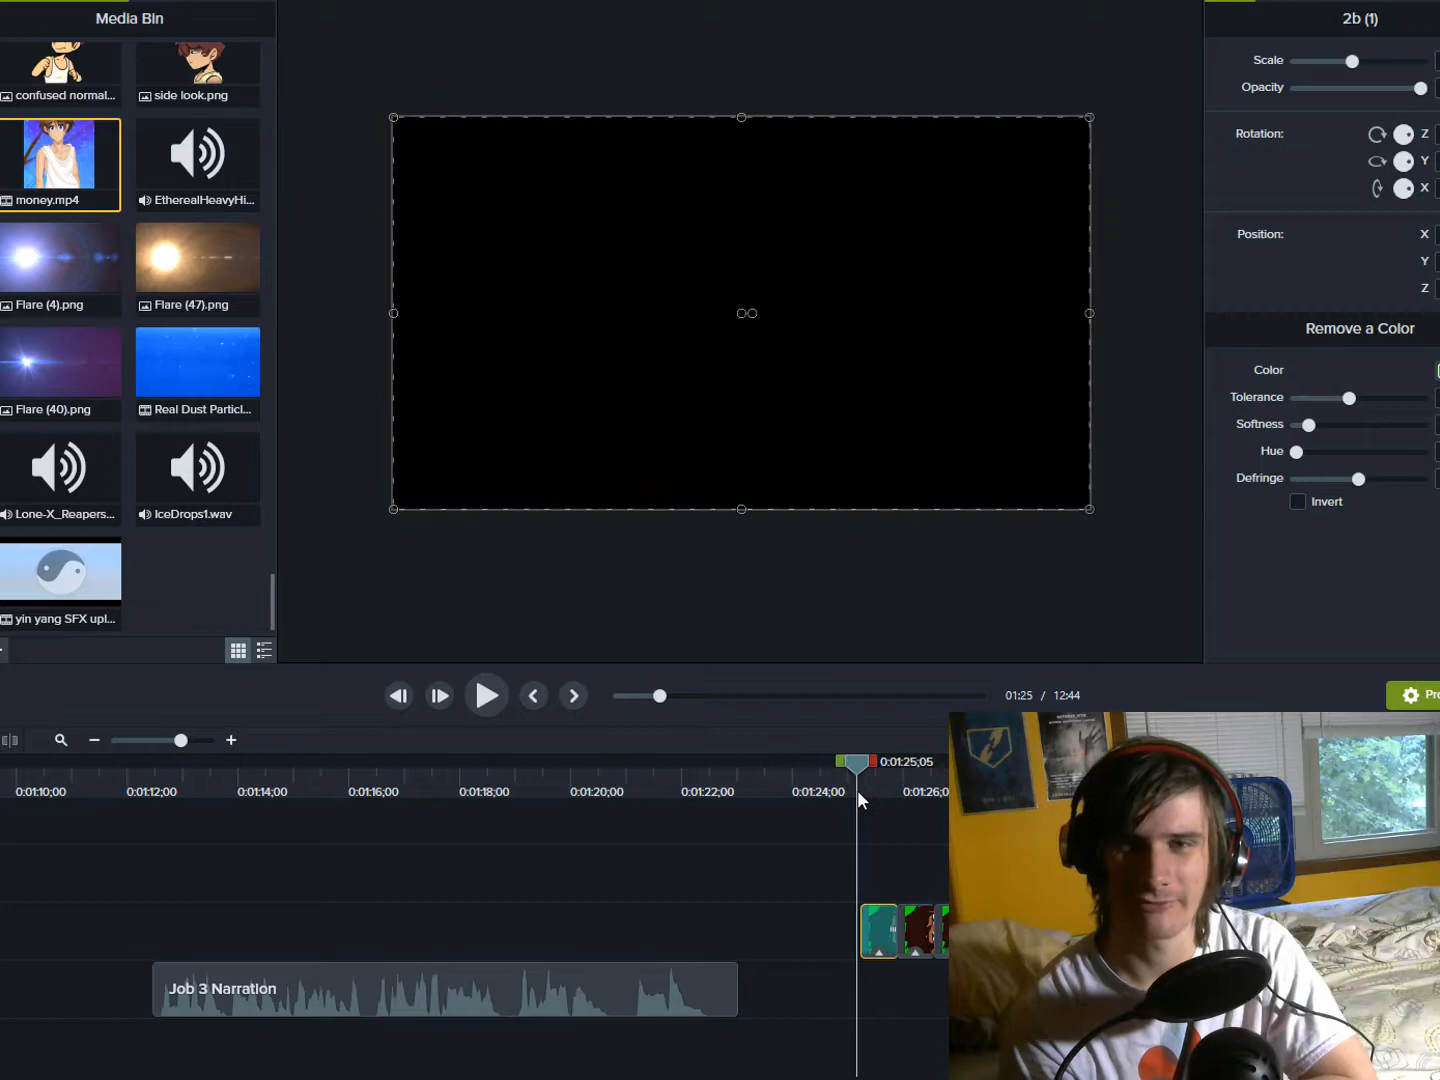 Media Bin
2b (1)
confused normal...
side look.png
money.mp4
EtherealHeavyHi...
Flare (4).png
Flare (47).png
Flare (40).png
Real Dust Particl...
Lone-X_Reapers...
IceDrops1.wav
yin yang SFX upl...
Scale
Opacity
Rotation:
Z
Y
X
Position:
X
Y
Z
Remove a Color
Color
Tolerance
Softness
Hue
Defringe
Invert
01:25 / 12:44
Pro
0:01:25;05
0:01:10;00
0:01:12;00
0:01:14;00
0:01:16;00
0:01:18;00
0:01:20;00
0:01:22;00
0:01:24;00
0:01:26;0
Job 3 Narration